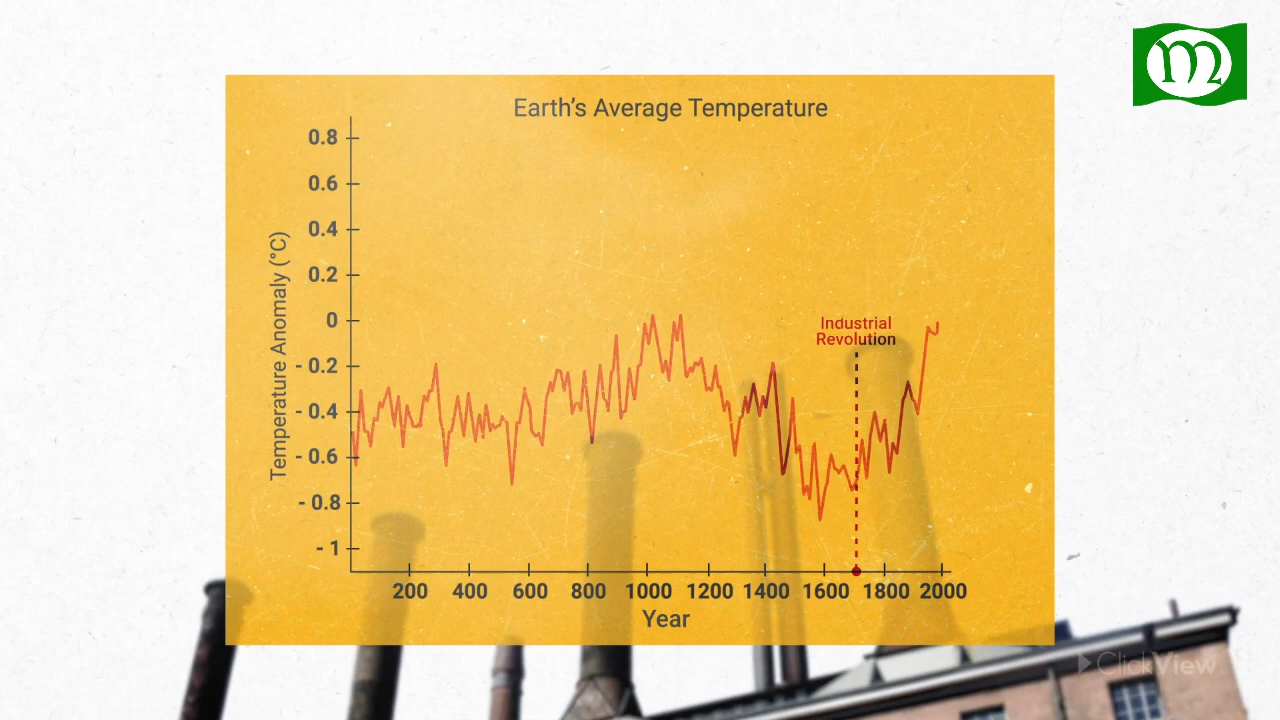 m
Earth's Average Temperature
0.8
0.6
0.4
0.2
0
- 0.2
- 0.4
- 0.6
- 0.8
- 1
Temperature Anomaly (°C)
Industrial
Revolution
200 400 600 800 1000 1200 1400 1600 1800 2000
Year
ClickView